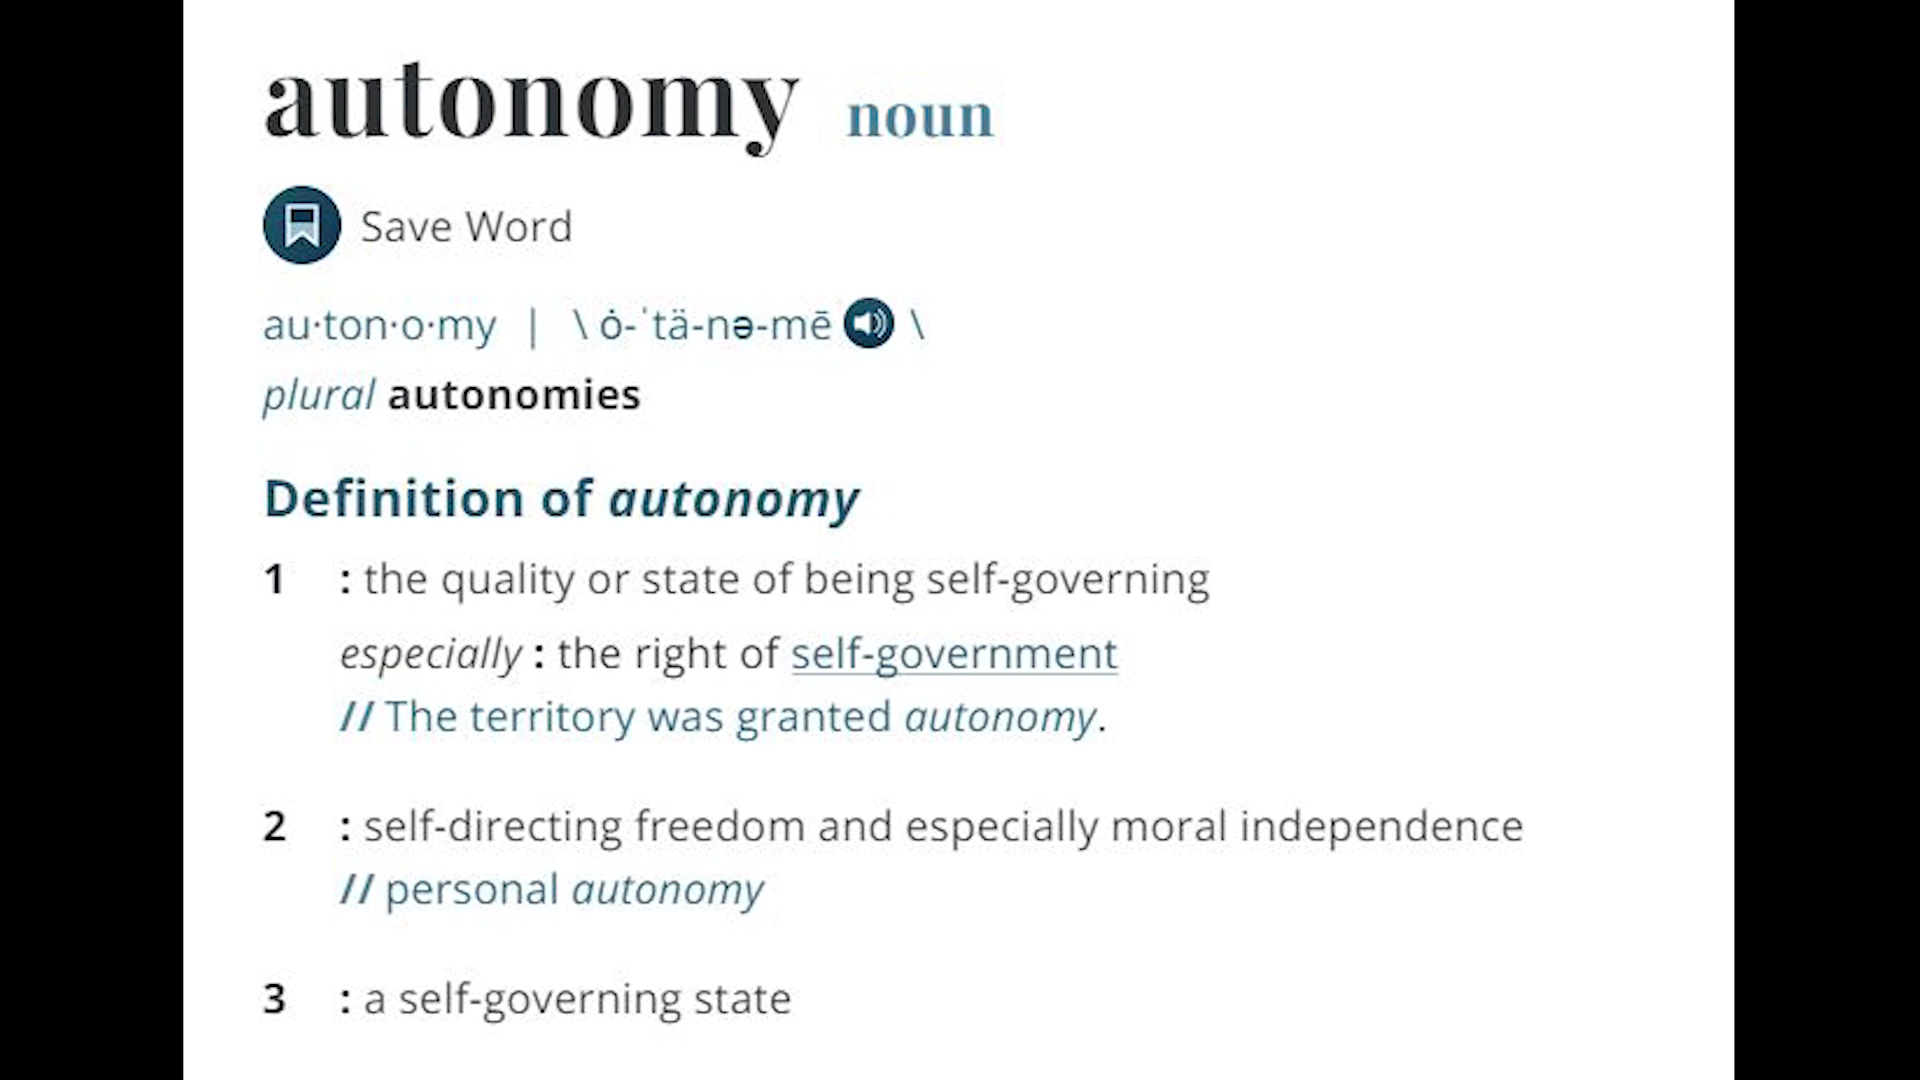 autonomy noun
Save Word
au·ton·o·my | \ ȯ-ˈtä-nə-mē \
plural autonomies
Definition of autonomy
1 : the quality or state of being self-governing
especially : the right of self-government
// The territory was granted autonomy.
2 : self-directing freedom and especially moral independence
// personal autonomy
3 : a self-governing state